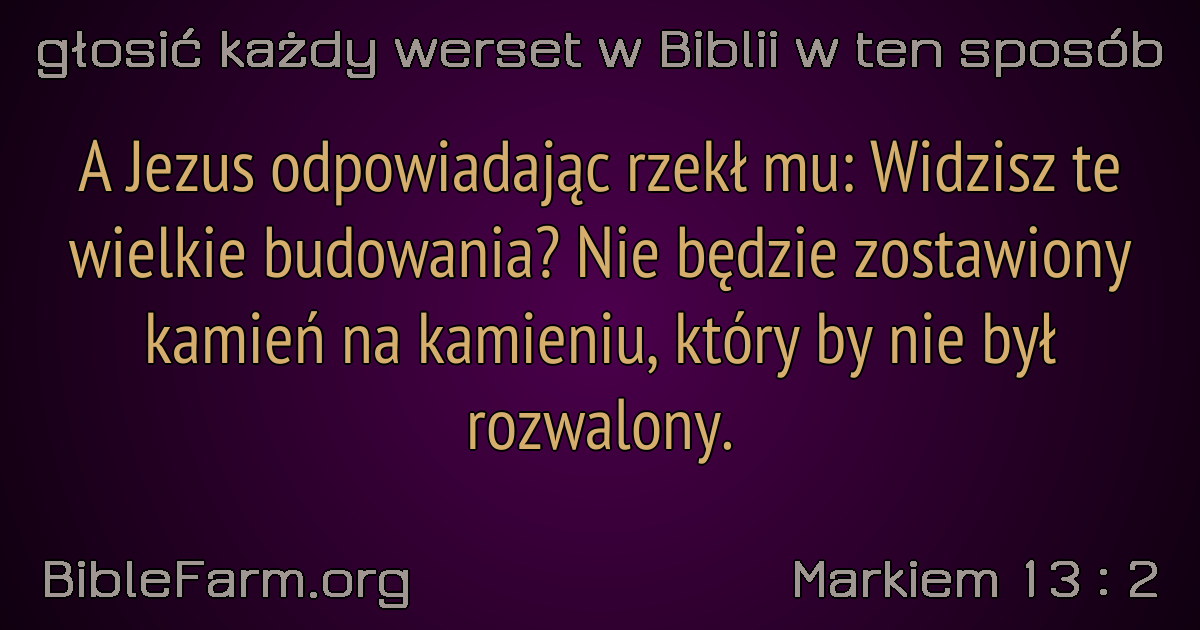 głosić każdy werset w Biblii w ten sposób
A Jezus odpowiadając rzekł mu: Widzisz te
wielkie budowania? Nie będzie zostawiony
kamień na kamieniu, który by nie był
rozwalony.
BibleFarm.org
Markiem 13 : 2